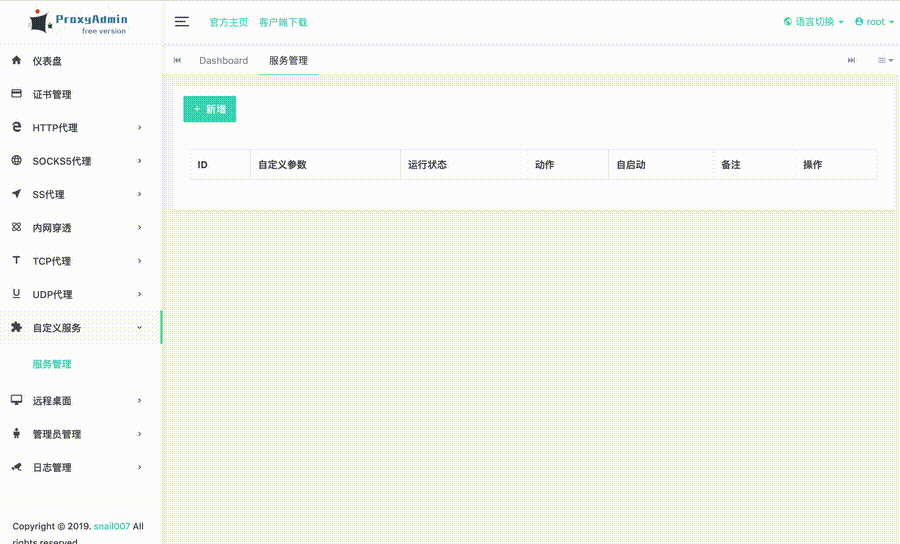 ProxyAdmin
free version
官方主页 客户端下载
语言切换 root
Dashboard 服务管理
仪表盘
证书管理
HTTP代理
SOCKS5代理
SS代理
内网穿透
TCP代理
UDP代理
自定义服务
服务管理
远程桌面
管理员管理
日志管理
Copyright © 2019. snail007 All
rights reserved
+ 新增
ID 自定义参数 运行状态 动作 自启动 备注 操作